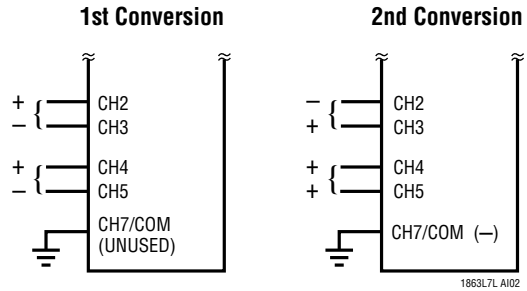 1st Conversion
+ { CH2
– CH3
+ { CH4
– CH5
CH7/COM
(UNUSED)
2nd Conversion
– { CH2
+ CH3
+ { CH4
+ CH5
CH7/COM (–)
1863L7L AI02